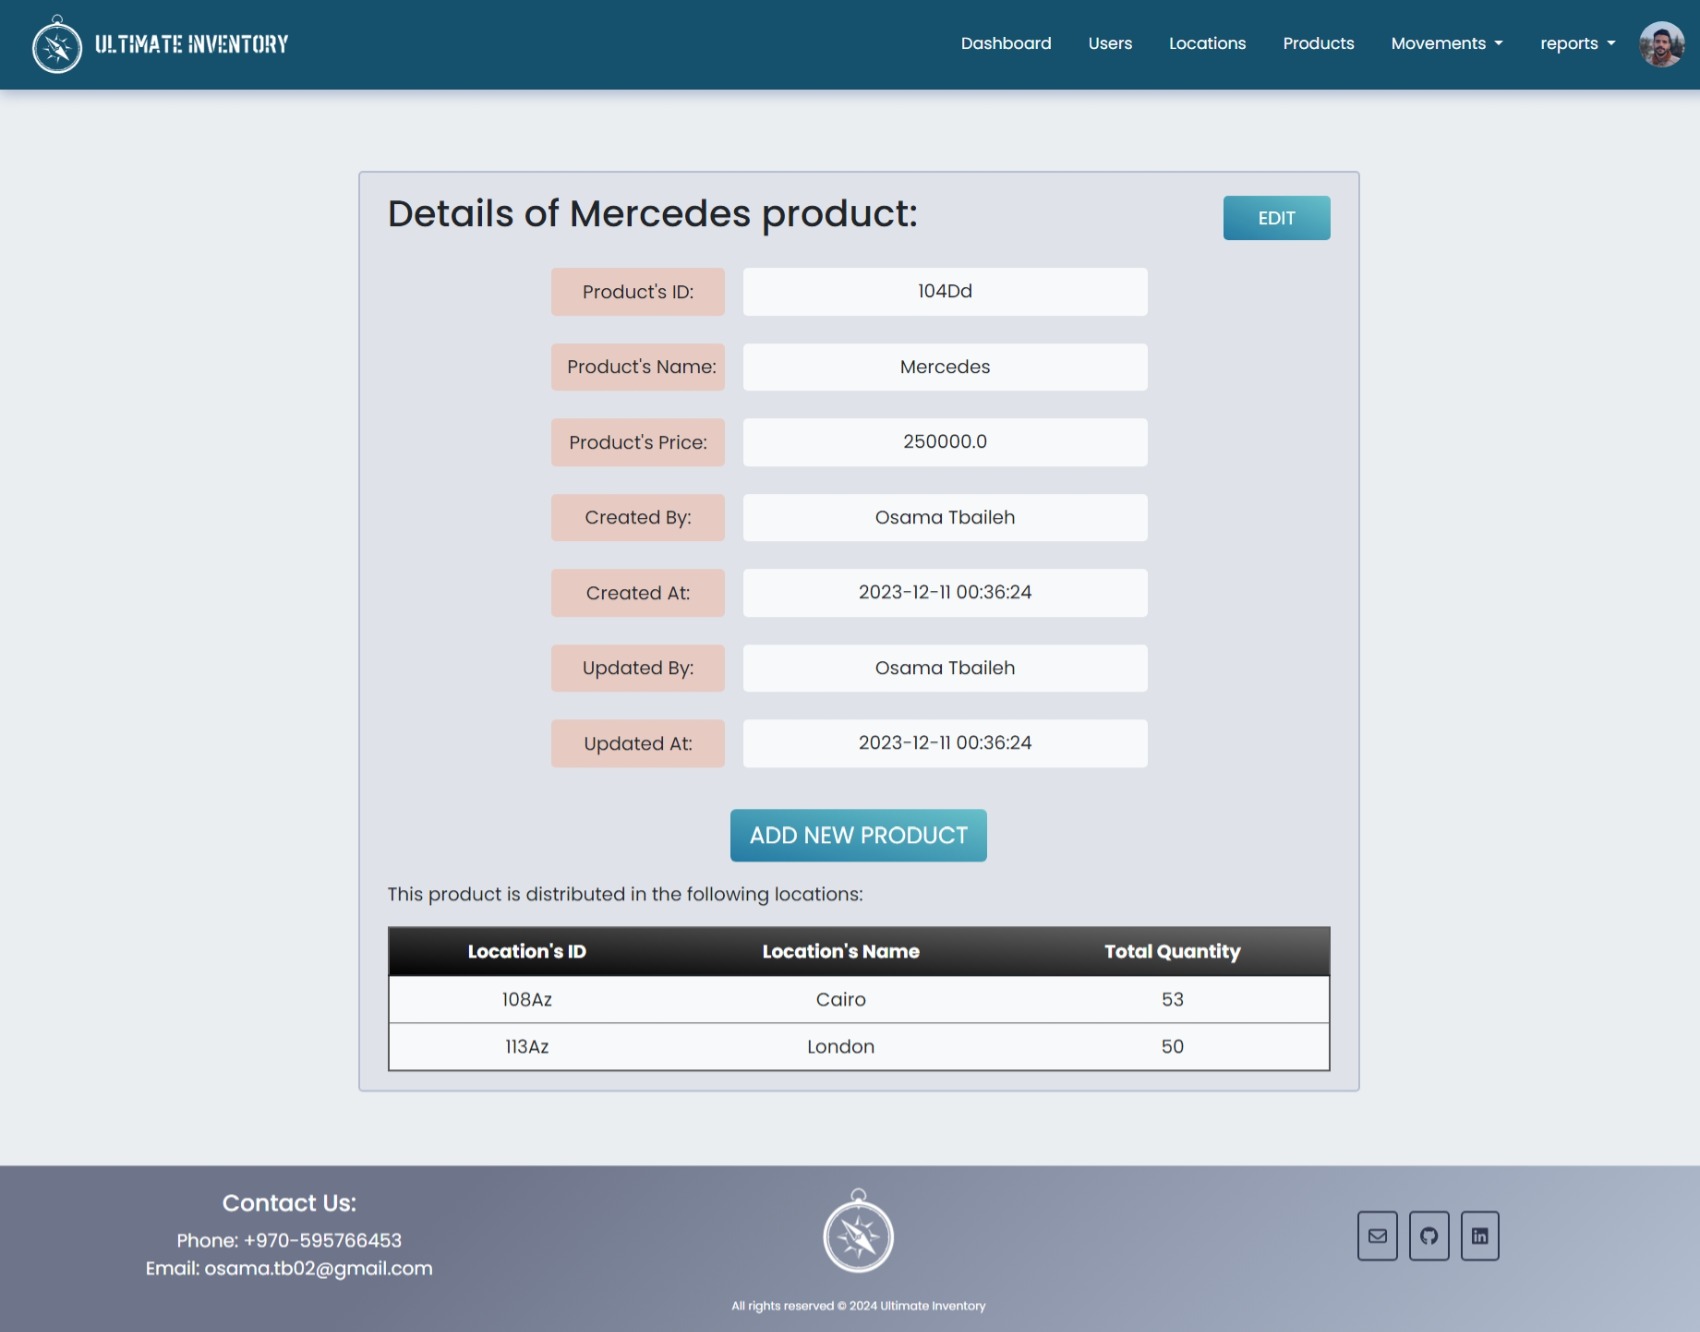 ULTIMATE INVENTORY
Dashboard Users Locations Products Movements reports
Details of Mercedes product:
EDIT
Product's ID: 104Dd
Product's Name: Mercedes
Product's Price: 250000.0
Created By: Osama Tbaileh
Created At: 2023-12-11 00:36:24
Updated By: Osama Tbaileh
Updated At: 2023-12-11 00:36:24
ADD NEW PRODUCT
This product is distributed in the following locations:
Location's ID Location's Name Total Quantity
108Az Cairo 53
113Az London 50
Contact Us:
Phone: +970-595766453
Email: osama.tb02@gmail.com
in
All rights reserved © 2024 Ultimate Inventory